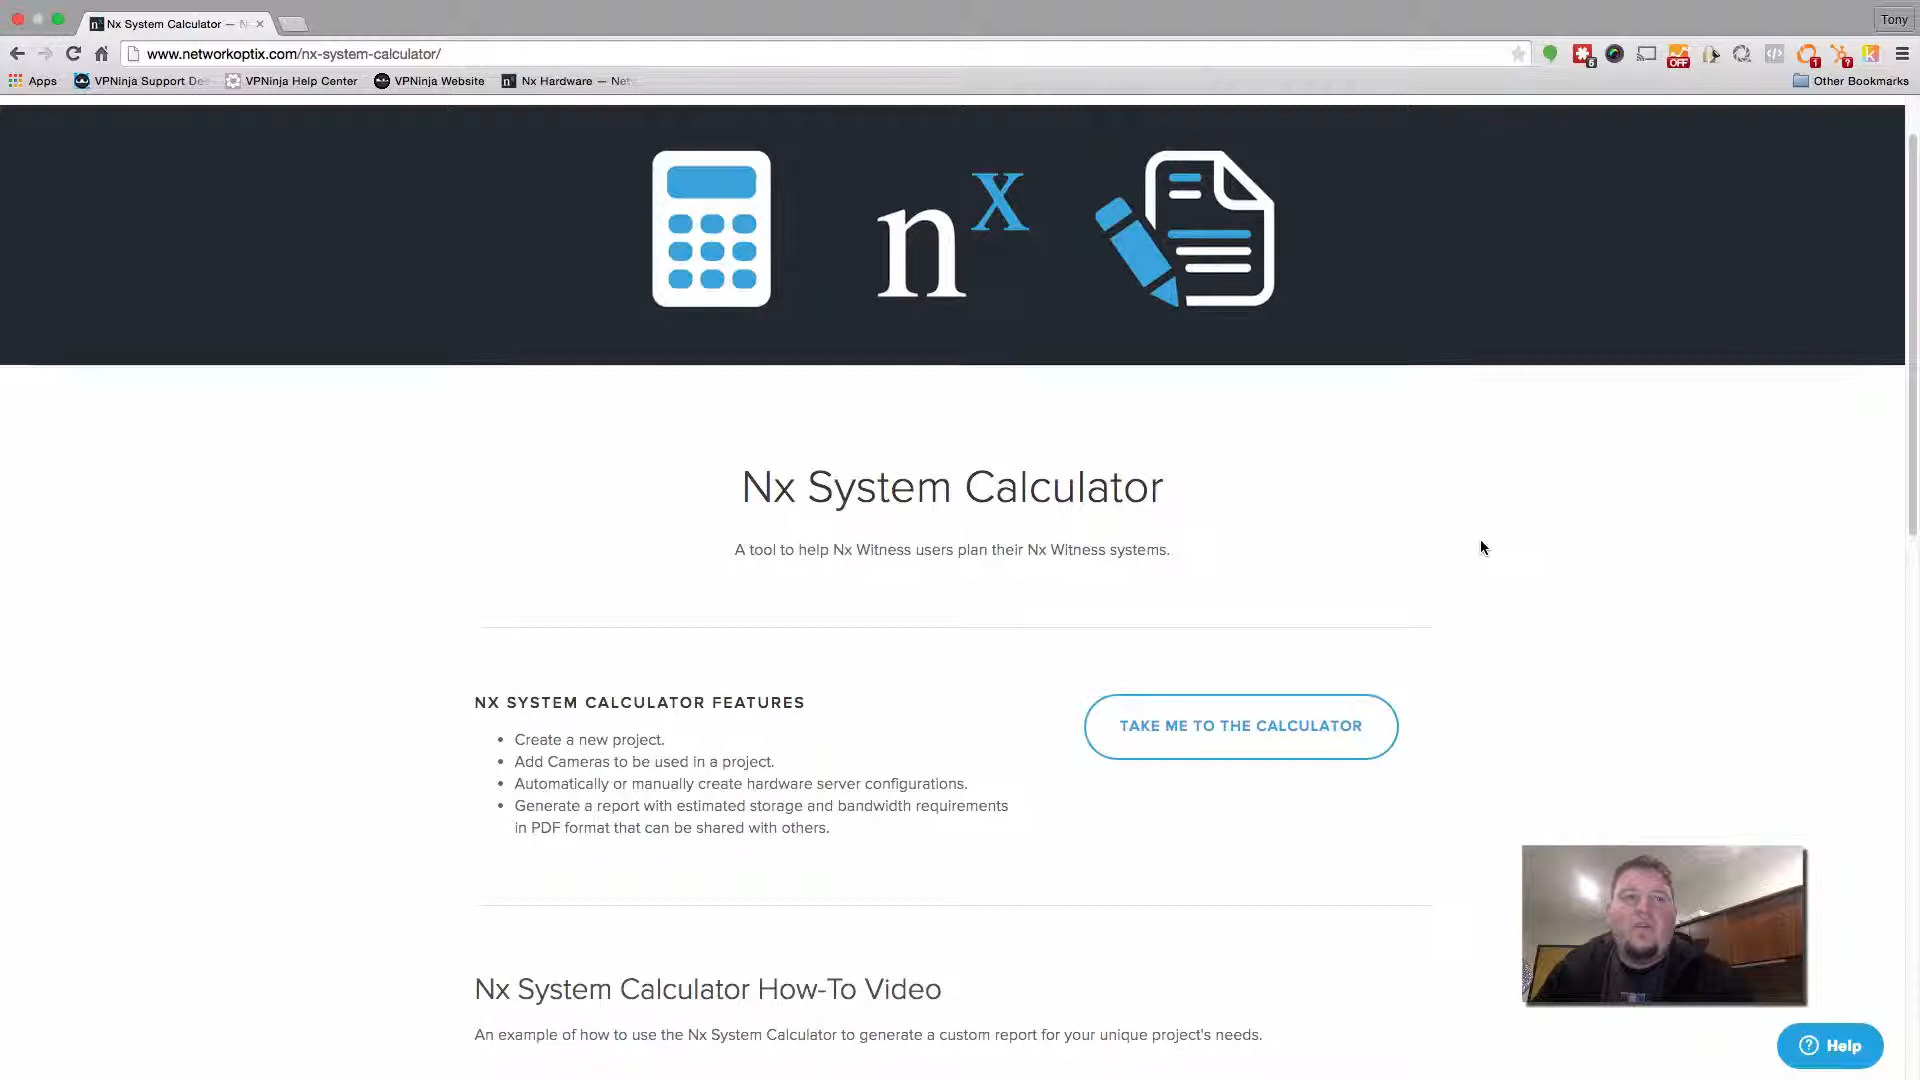 Nx System Calculator — N
Tony
www.networkoptix.com/nx-system-calculator/
Apps
VPNinja Support De
VPNinja Help Center
VPNinja Website
Nx Hardware — Net
Other Bookmarks
6
OFF
1
?
nx
Nx System Calculator
A tool to help Nx Witness users plan their Nx Witness systems.
NX SYSTEM CALCULATOR FEATURES
• Create a new project.
• Add Cameras to be used in a project.
• Automatically or manually create hardware server configurations.
• Generate a report with estimated storage and bandwidth requirements
in PDF format that can be shared with others.
TAKE ME TO THE CALCULATOR
Nx System Calculator How-To Video
An example of how to use the Nx System Calculator to generate a custom report for your unique project's needs.
Help